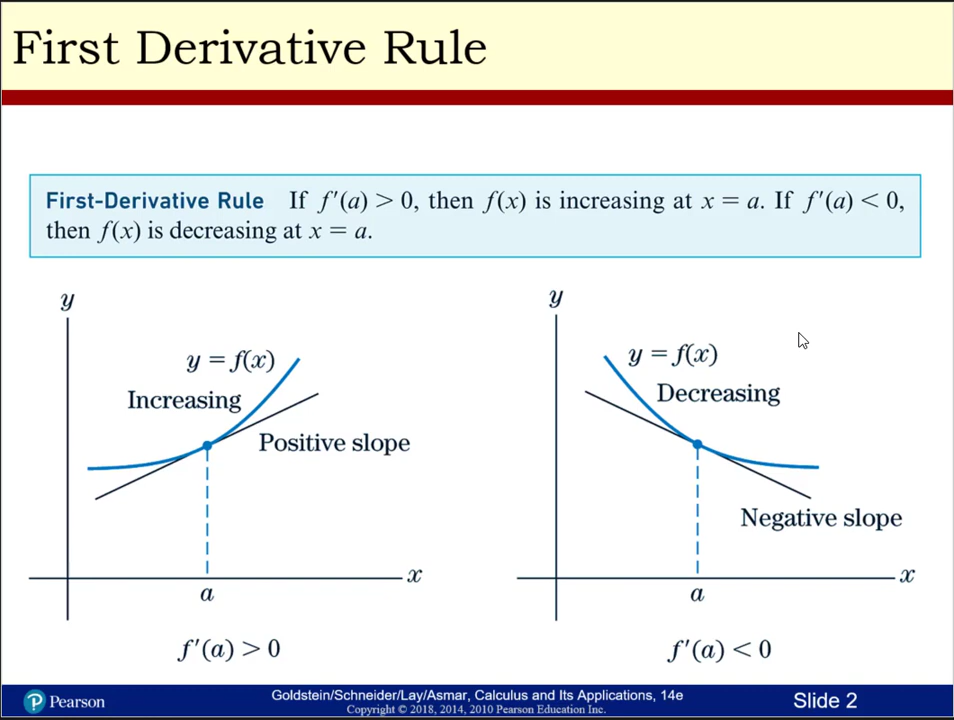 First Derivative Rule
First-Derivative Rule If f′(a) > 0, then f(x) is increasing at x = a. If f′(a) < 0,
then f(x) is decreasing at x = a.
y
y = f(x)
Increasing
Positive slope
x
a
f′(a) > 0
y
y = f(x)
Decreasing
Negative slope
x
a
f′(a) < 0
P Pearson
Goldstein/Schneider/Lay/Asmar, Calculus and Its Applications, 14e
Copyright © 2018, 2014, 2010 Pearson Education Inc.
Slide 2